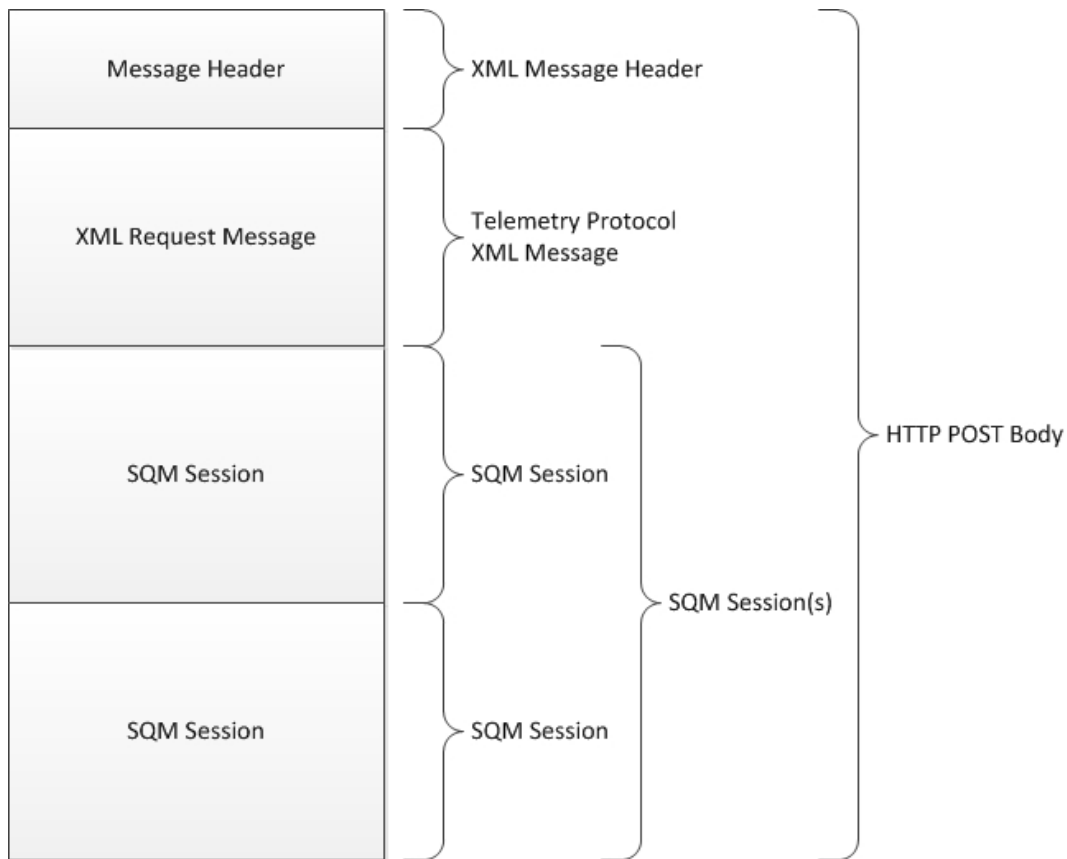 Message Header
XML Message Header
XML Request Message
Telemetry Protocol
XML Message
HTTP POST Body
SQM Session
SQM Session
SQM Session(s)
SQM Session
SQM Session